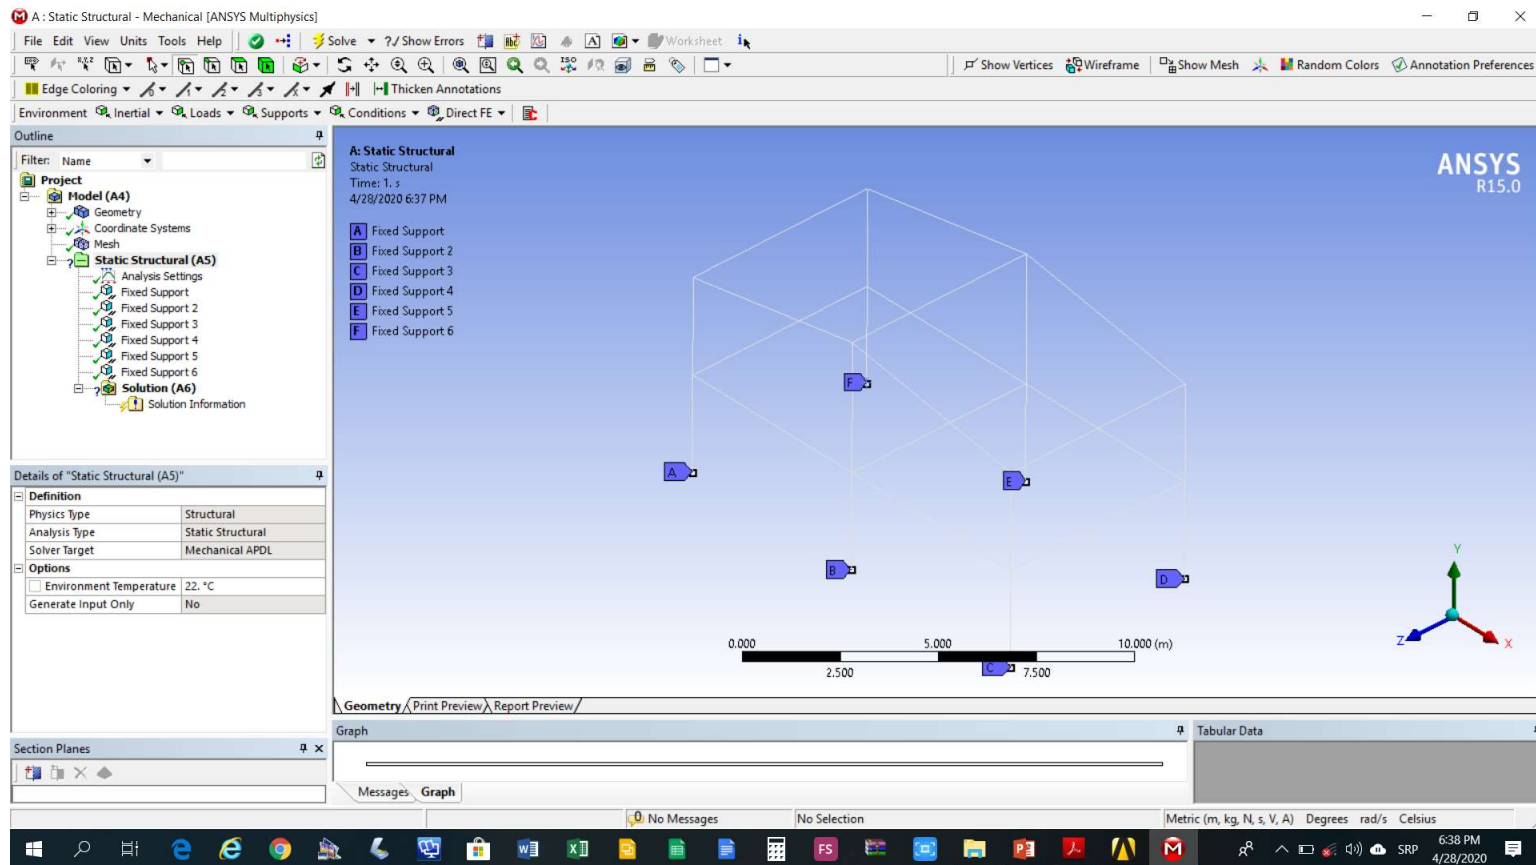 A : Static Structural - Mechanical [ANSYS Multiphysics]
File Edit View Units Tools Help Solve ?/ Show Errors Worksheet
Show Vertices Wireframe Show Mesh Random Colors Annotation Preferences
Edge Coloring Thicken Annotations
Environment Inertial Loads Supports Conditions Direct FE
Outline
Filter: Name
Project
Model (A4)
Geometry
Coordinate Systems
Mesh
Static Structural (A5)
Analysis Settings
Fixed Support
Fixed Support 2
Fixed Support 3
Fixed Support 4
Fixed Support 5
Fixed Support 6
Solution (A6)
Solution Information
Details of "Static Structural (A5)"
Definition
Physics Type Structural
Analysis Type Static Structural
Solver Target Mechanical APDL
Options
Environment Temperature 22. °C
Generate Input Only No
Section Planes
A: Static Structural
Static Structural
Time: 1. s
4/28/2020 6:37 PM
A Fixed Support
B Fixed Support 2
C Fixed Support 3
D Fixed Support 4
E Fixed Support 5
F Fixed Support 6
ANSYS
R15.0
F
A
E
B
D
C
Y
Z
X
0.000 5.000 10.000 (m)
2.500 7.500
Geometry Print Preview Report Preview
Graph
Tabular Data
Messages Graph
0 No Messages No Selection Metric (m, kg, N, s, V, A) Degrees rad/s Celsius
FS
SRP
6:38 PM
4/28/2020